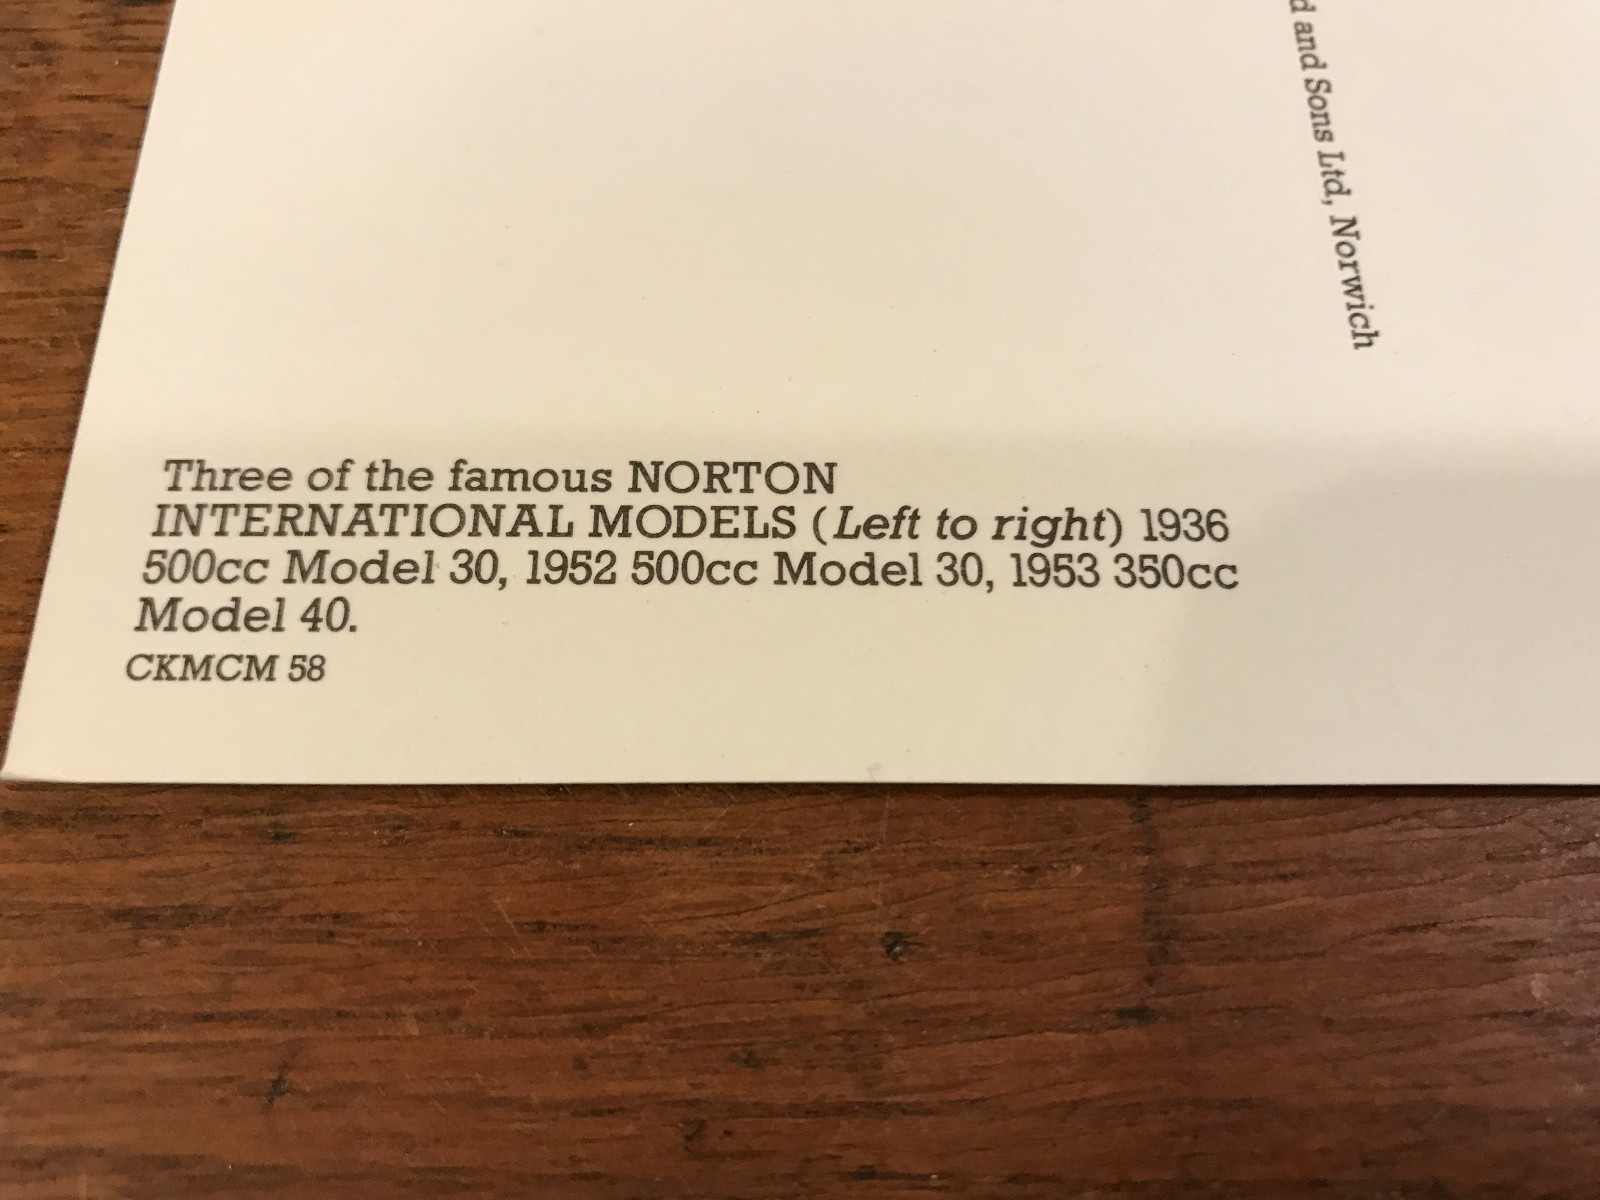 Three of the famous NORTON
INTERNATIONAL MODELS (Left to right) 1936
500cc Model 30, 1952 500cc Model 30, 1953 350cc
Model 40.
CKMCM 58
and Sons Ltd, Norwich